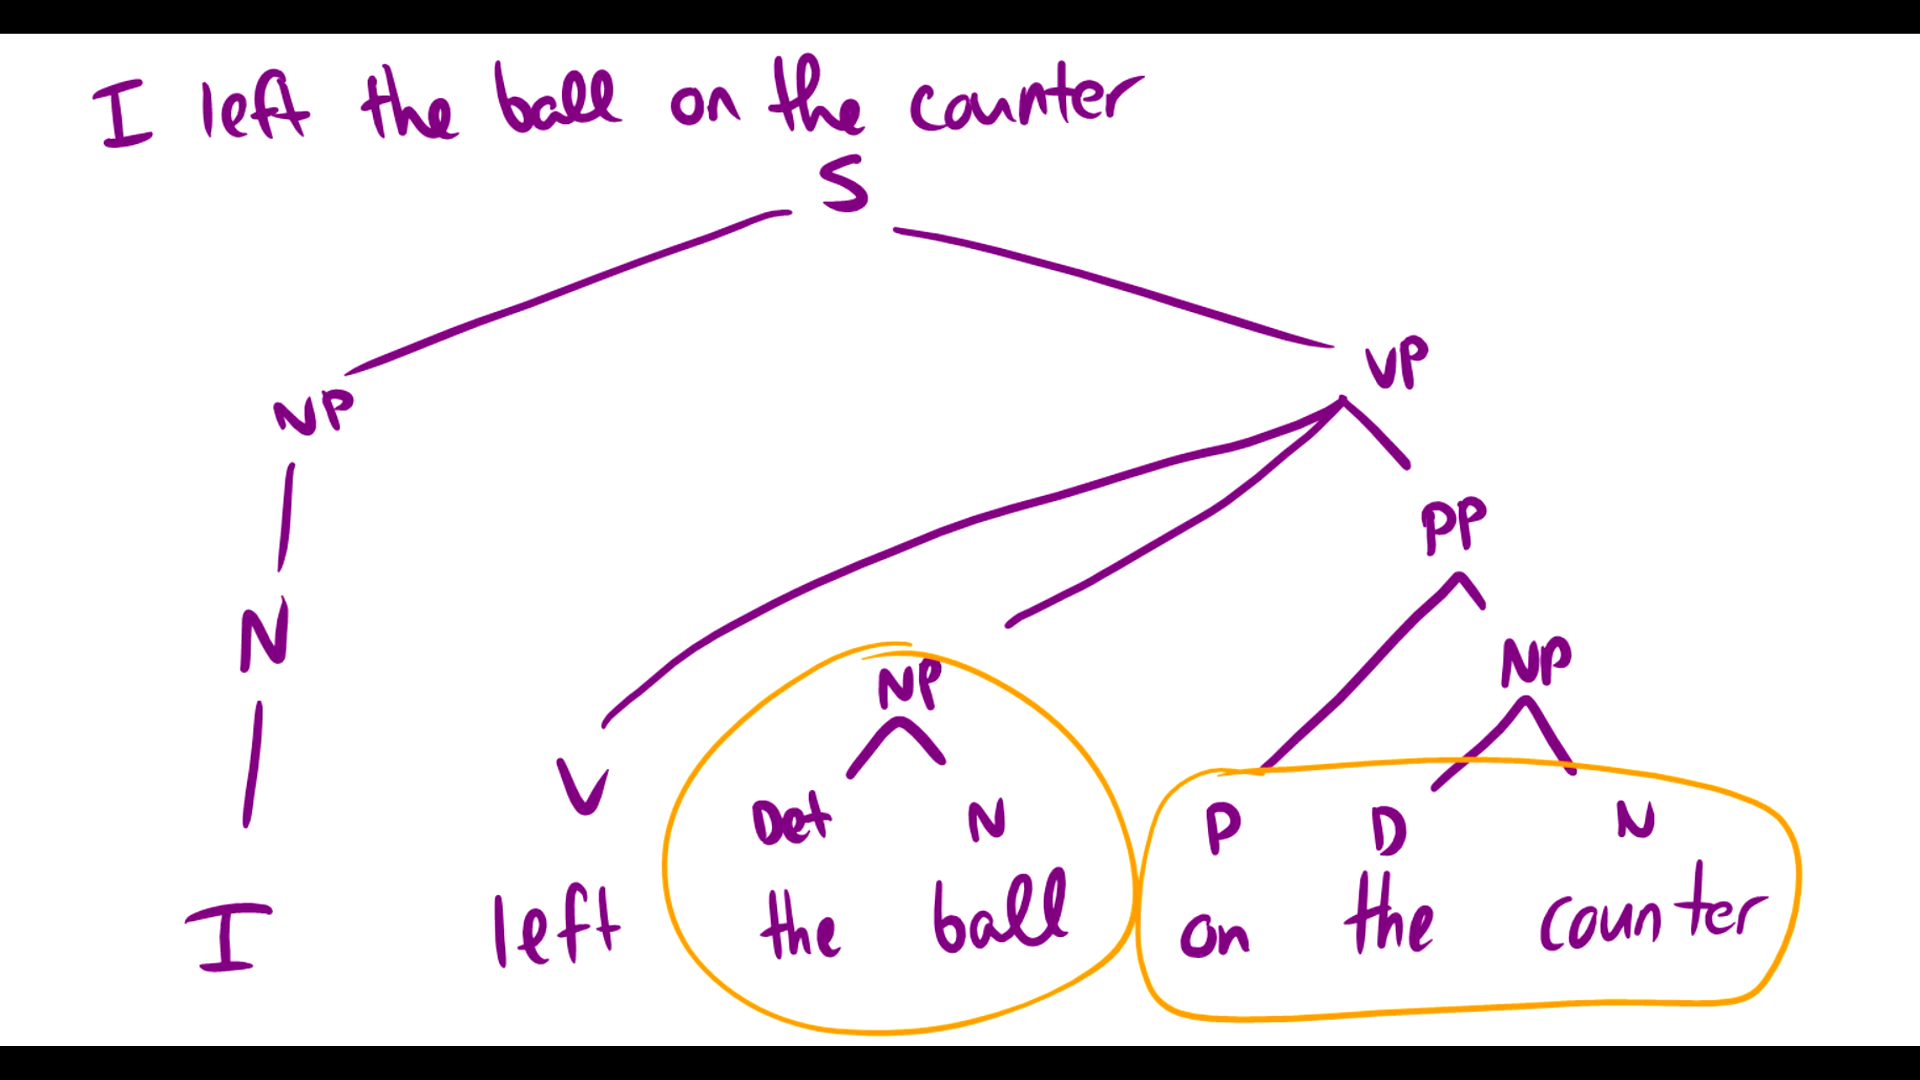 I left the ball on the counter
S
NP VP
PP
N NP NP
V Det N P D N
I left the ball on the counter